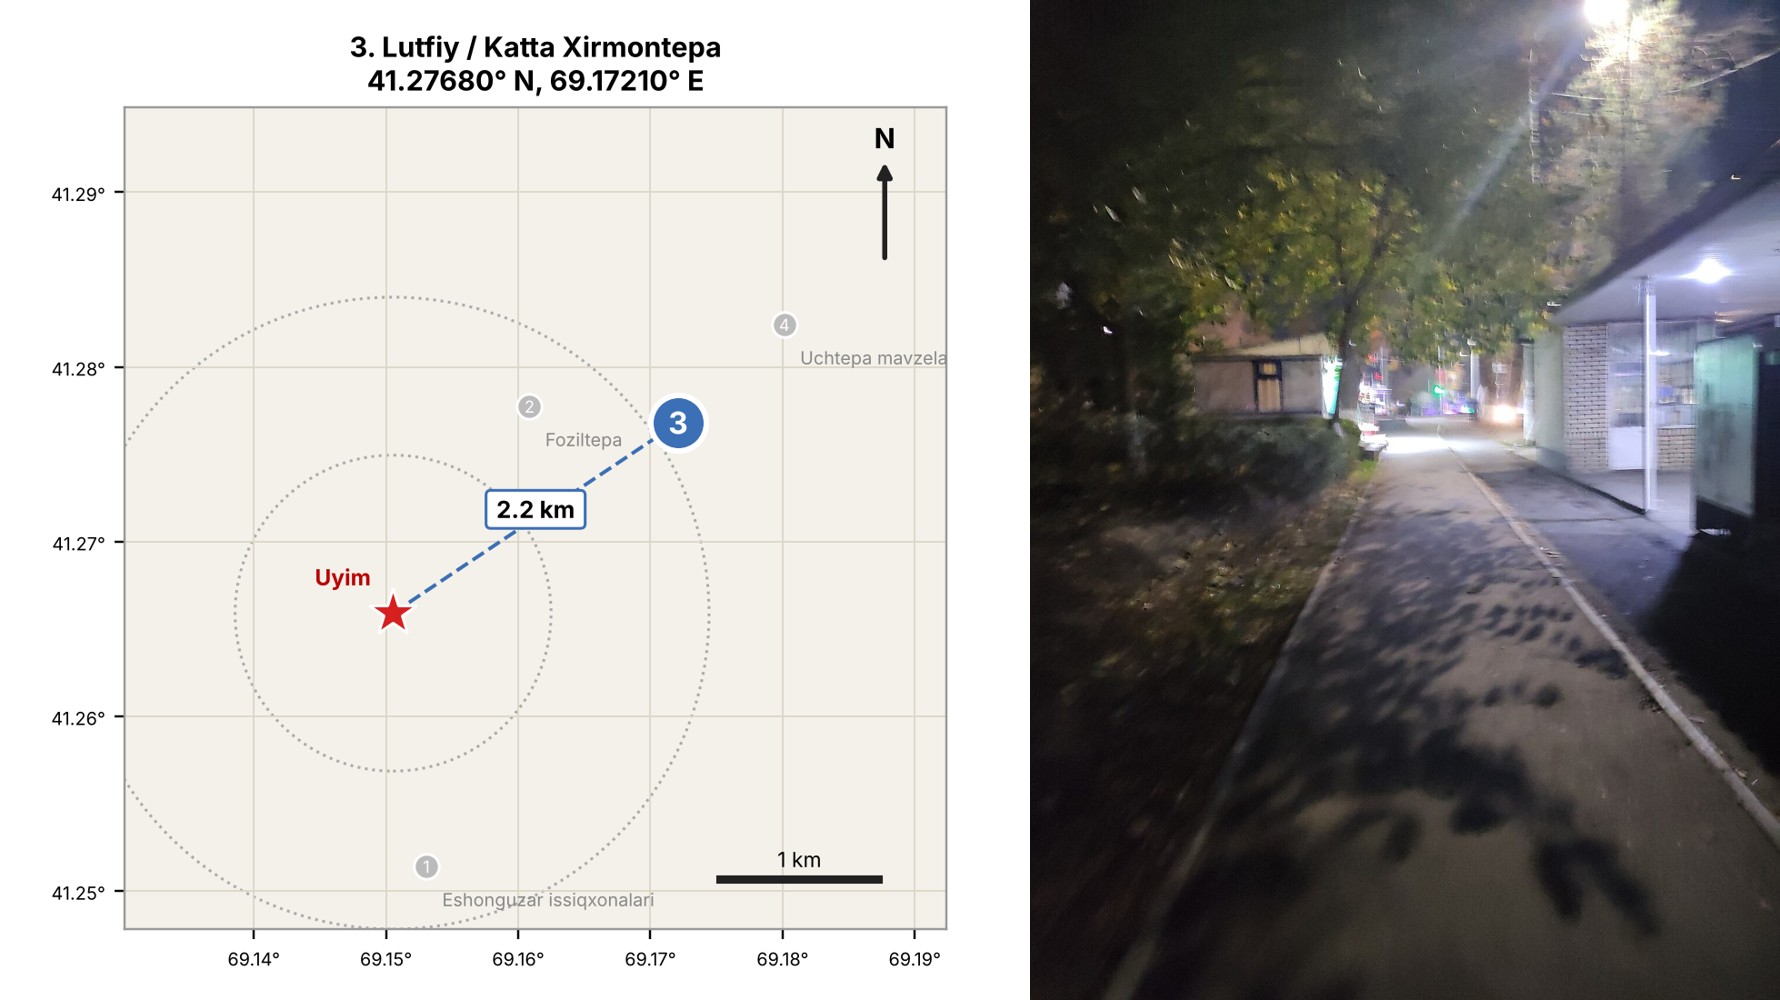 3. Lutfiy / Katta Xirmontepa
41.27680° N, 69.17210° E
N
41.29°
4
Uchtepa mavzela
41.28°
2
3
Foziltepa
2.2 km
41.27°
Uyim
41.26°
1 km
1
41.25°
Eshonguzar issiqxonalari
69.14°
69.15°
69.16°
69.17°
69.18°
69.19°